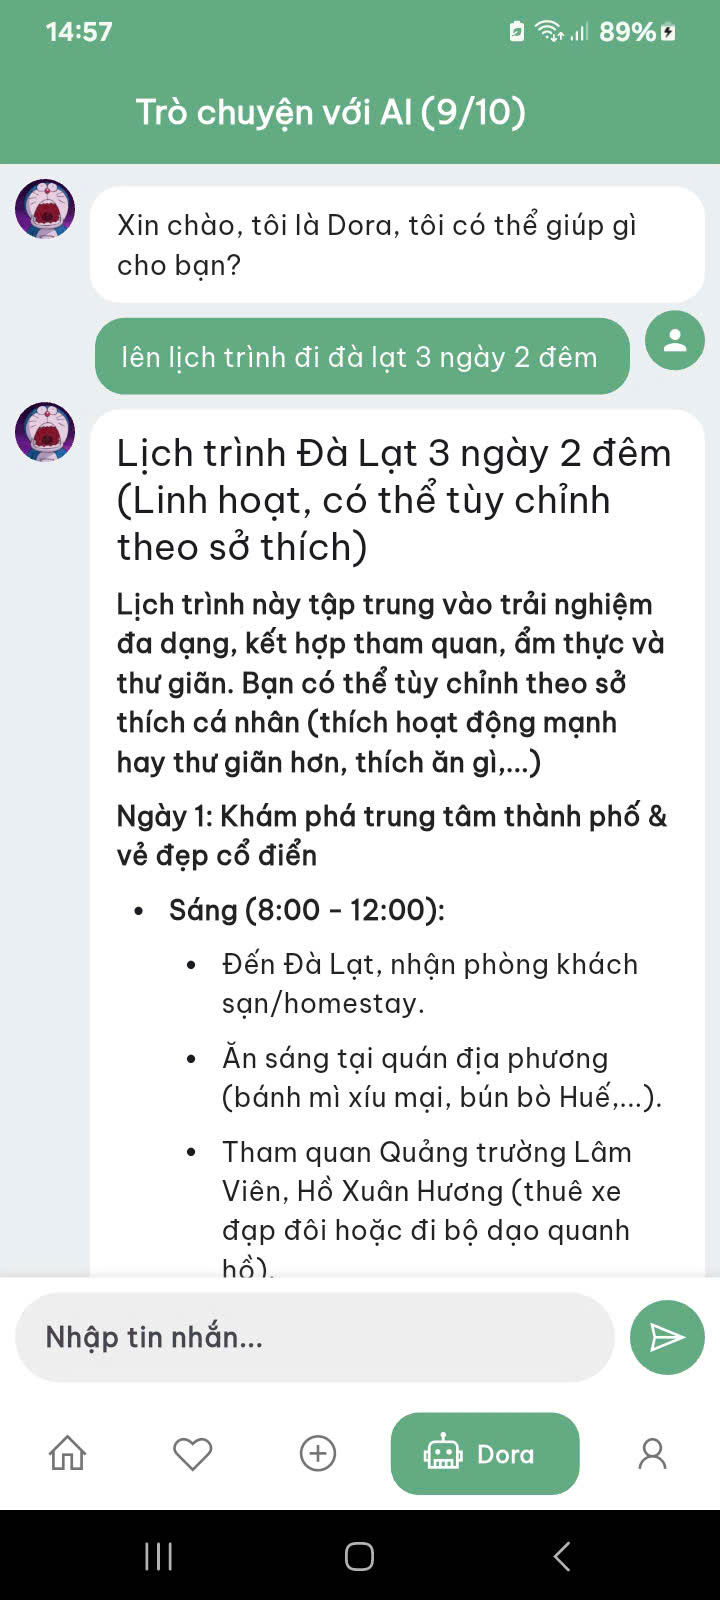 14:57
89%
Trò chuyện với AI (9/10)
Xin chào, tôi là Dora, tôi có thể giúp gì
cho bạn?
lên lịch trình đi đà lạt 3 ngày 2 đêm
Lịch trình Đà Lạt 3 ngày 2 đêm
(Linh hoạt, có thể tùy chỉnh
theo sở thích)
Lịch trình này tập trung vào trải nghiệm
đa dạng, kết hợp tham quan, ẩm thực và
thư giãn. Bạn có thể tùy chỉnh theo sở
thích cá nhân (thích hoạt động mạnh
hay thư giãn hơn, thích ăn gì,...)
Ngày 1: Khám phá trung tâm thành phố &
vẻ đẹp cổ điển
• Sáng (8:00 - 12:00):
• Đến Đà Lạt, nhận phòng khách
sạn/homestay.
• Ăn sáng tại quán địa phương
(bánh mì xíu mại, bún bò Huế,...).
• Tham quan Quảng trường Lâm
Viên, Hồ Xuân Hương (thuê xe
đạp đôi hoặc đi bộ dạo quanh
hồ).
Nhập tin nhắn...
Dora